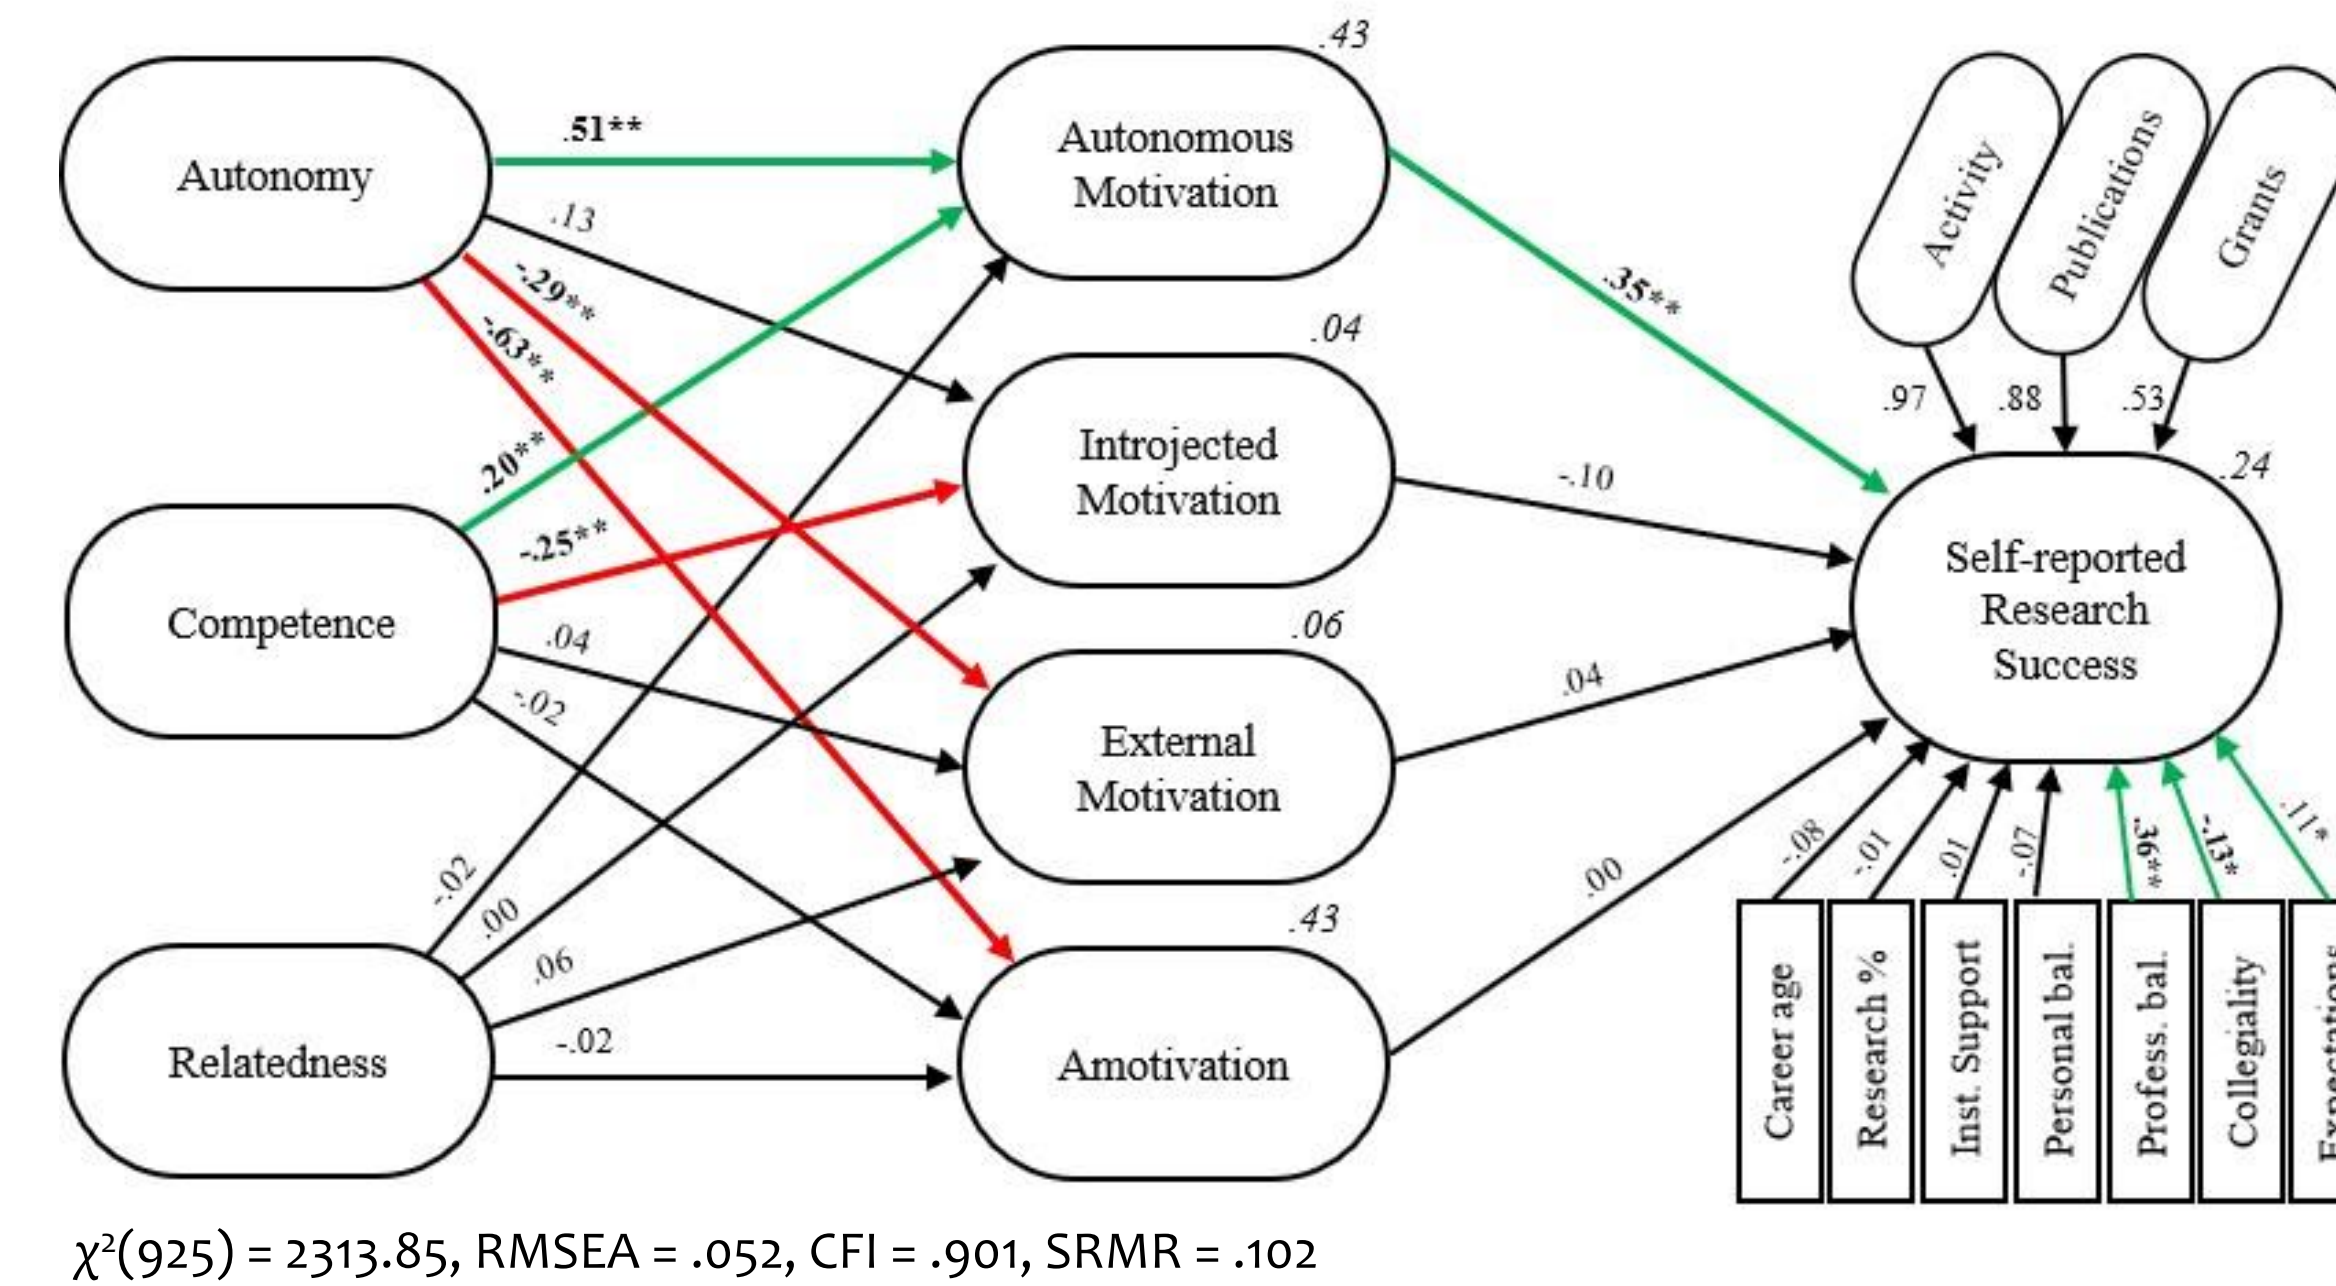 .43
Autonomy
.51**
Autonomous
Motivation
.13
-.29**
-.63**
.35**
Activity
Publications
Grants
.97
.88
.53
.04
Introjected
Motivation
.20**
-.25**
-.10
.24
Self-reported
Research
Success
Competence
.04
-.02
.06
External
Motivation
.04
-.02
.00
.06
-.02
Relatedness
.43
Amotivation
.00
-.08
-.01
.01
-.07
.36**
-.13*
.11*
Career age
Research %
Inst. Support
Personal bal.
Profess. bal.
Collegiality
Expectations
χ²(925) = 2313.85, RMSEA = .052, CFI = .901, SRMR = .102